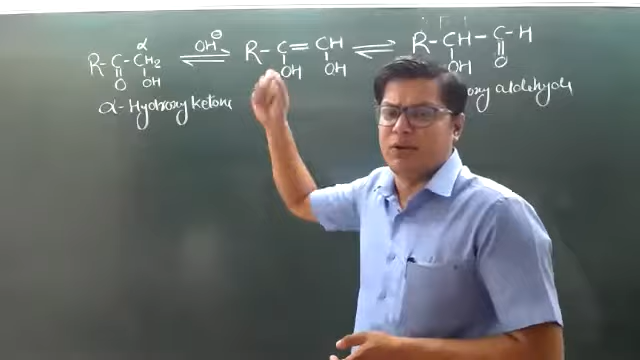 R-C-CH₂ ⇌ R-C=CH ⇌ R-CH-C-H
α
OH⊖
O OH OH OH OH O
α-Hydroxy ketone
aldehyde